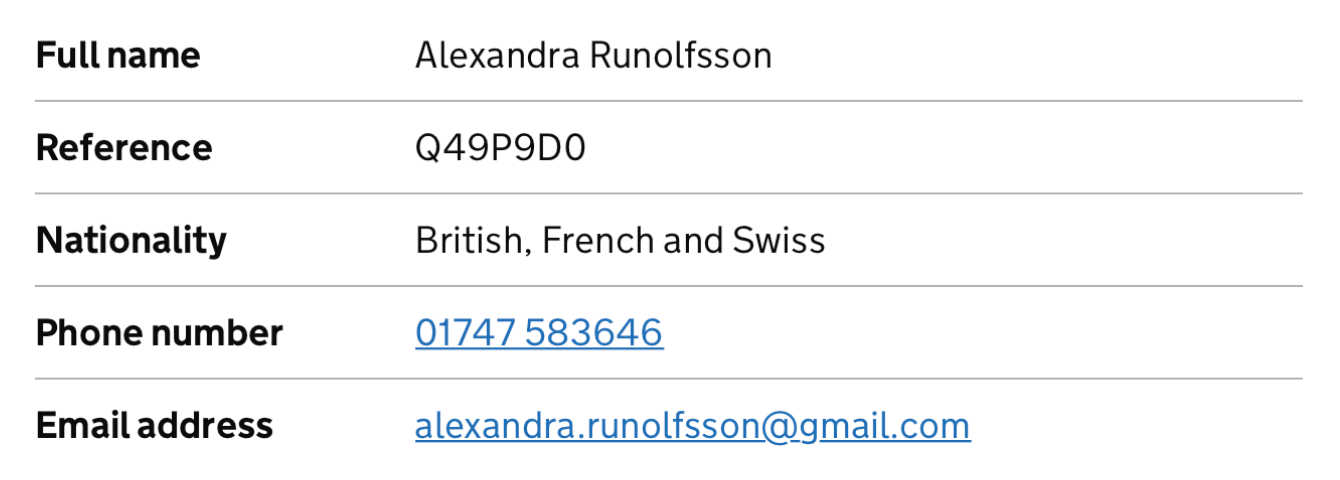 Full name Alexandra Runolfsson
Reference Q49P9D0
Nationality British, French and Swiss
Phone number 01747 583646
Email address alexandra.runolfsson@gmail.com